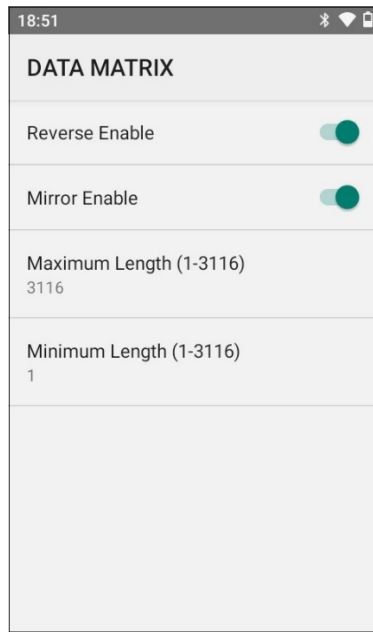 18:51
DATA MATRIX
Reverse Enable
Mirror Enable
Maximum Length (1-3116)
3116
Minimum Length (1-3116)
1